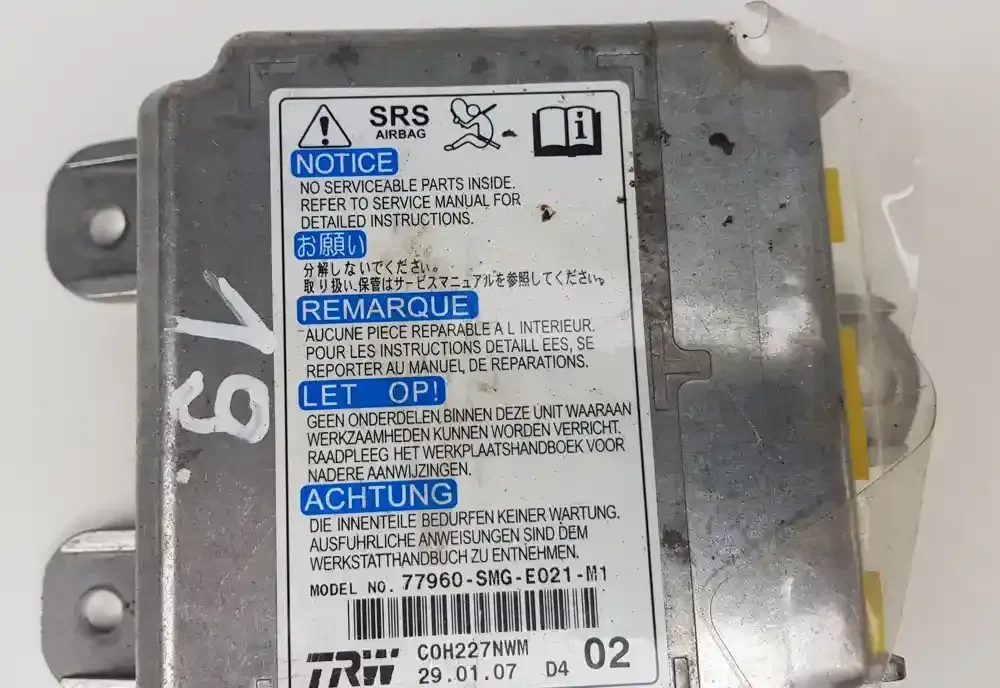 SRS
AIRBAG
NOTICE
NO SERVICEABLE PARTS INSIDE.
REFER TO SERVICE MANUAL FOR
DETAILED INSTRUCTIONS.
お願い
分解しないでください。
取り扱い、保管はサービスマニュアルを参照してください。
REMARQUE
AUCUNE PIECE REPARABLE A L INTERIEUR.
POUR LES INSTRUCTIONS DETAILL EES, SE
REPORTER AU MANUEL DE REPARATIONS.
LET OP!
GEEN ONDERDELEN BINNEN DEZE UNIT WAARAAN
WERKZAAMHEDEN KUNNEN WORDEN VERRICHT.
RAADPLEEG HET WERKPLAATSHANDBOEK VOOR
NADERE AANWIJZINGEN.
ACHTUNG
DIE INNENTEILE BEDURFEN KEINER WARTUNG.
AUSFUHRLICHE ANWEISUNGEN SIND DEM
WERKSTATTHANDBUCH ZU ENTNEHMEN.
MODEL NO. 77960-SMG-E021-M1
TRW C0H227NWM 02
29.01.07 D4
19